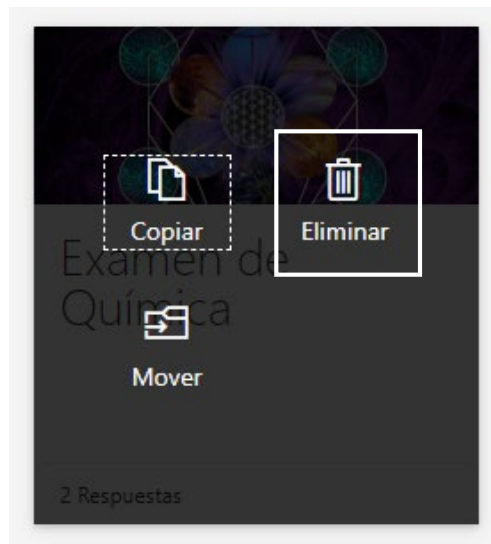 Copiar
Eliminar
Examen de
Química
Mover
2 Respuestas